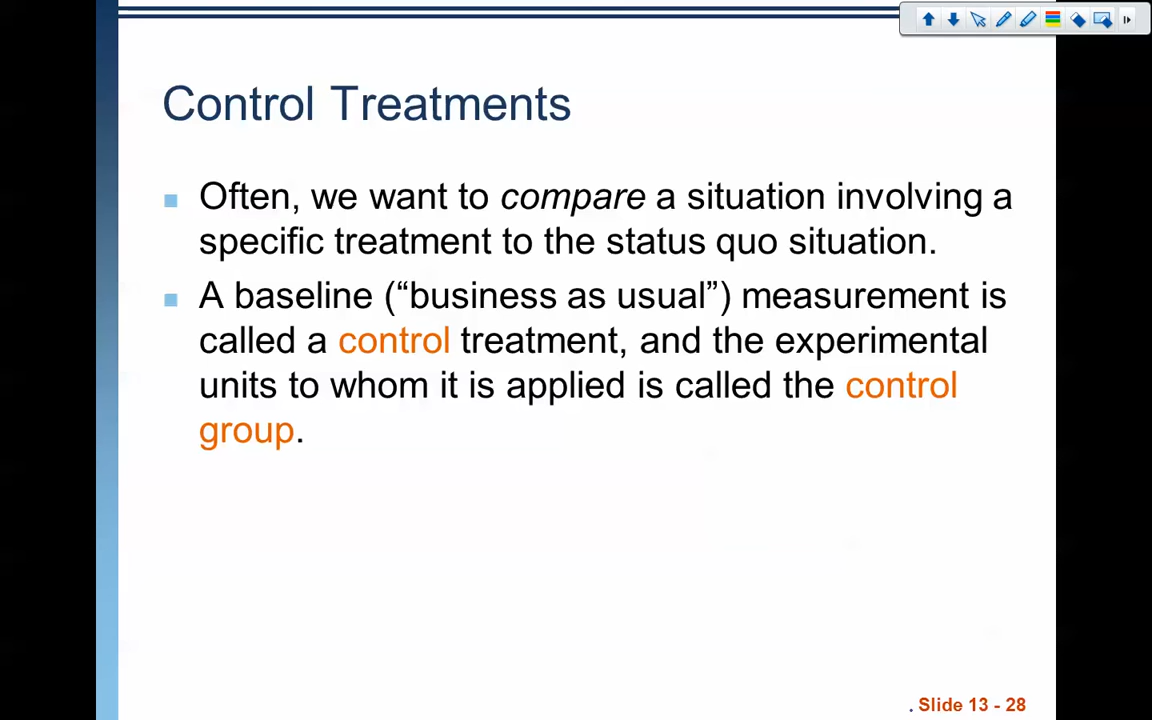 Control Treatments
Often, we want to compare a situation involving a
specific treatment to the status quo situation.
A baseline (“business as usual”) measurement is
called a control treatment, and the experimental
units to whom it is applied is called the control
group.
. Slide 13 - 28